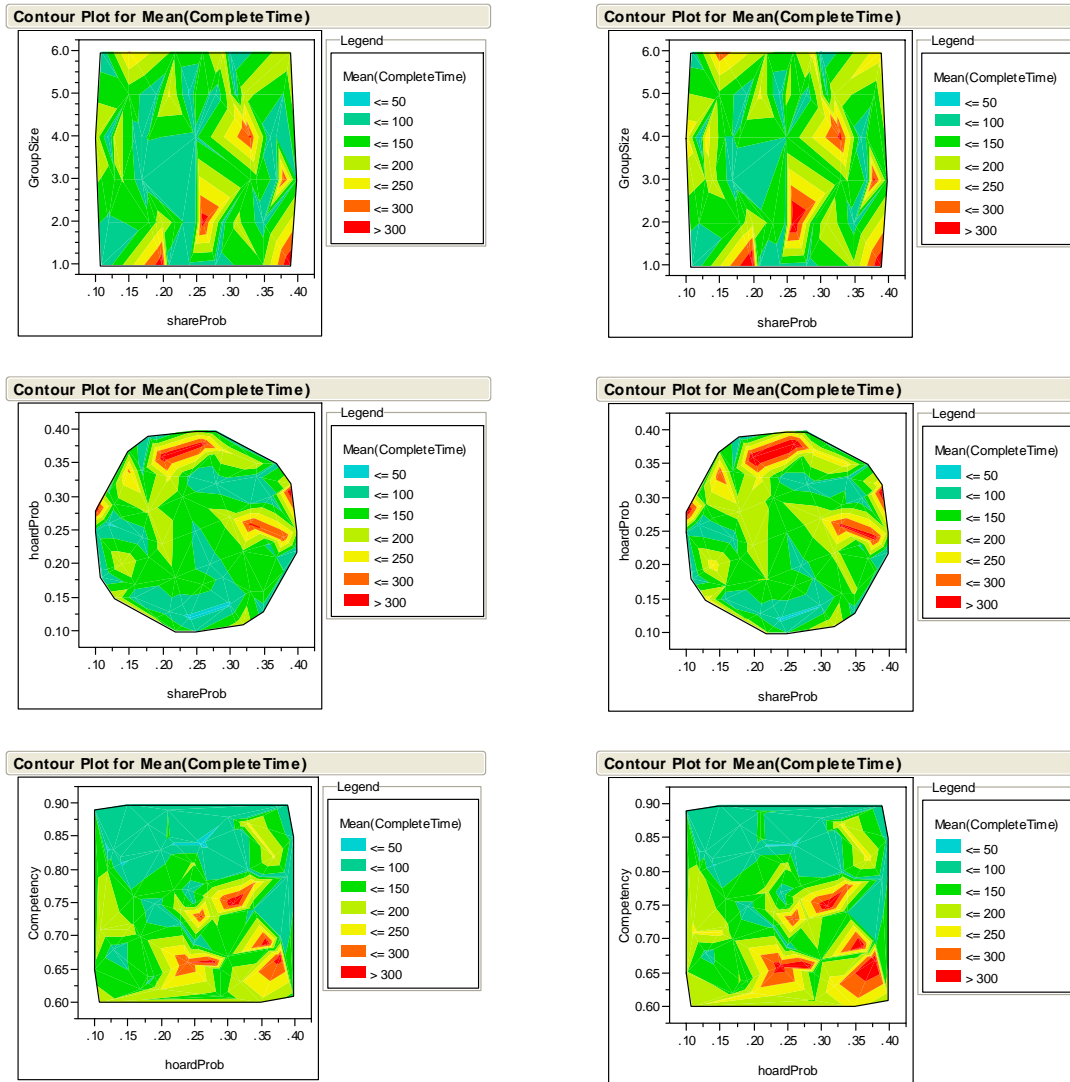 Contour Plot for Mean(CompleteTime)
Legend
Mean(CompleteTime)
<= 50
<= 100
<= 150
<= 200
<= 250
<= 300
> 300
GroupSize
6.0
5.0
4.0
3.0
2.0
1.0
.10 .15 .20 .25 .30 .35 .40
shareProb
Contour Plot for Mean(CompleteTime)
Legend
Mean(CompleteTime)
<= 50
<= 100
<= 150
<= 200
<= 250
<= 300
> 300
GroupSize
6.0
5.0
4.0
3.0
2.0
1.0
.10 .15 .20 .25 .30 .35 .40
shareProb
Contour Plot for Mean(CompleteTime)
Legend
Mean(CompleteTime)
<= 50
<= 100
<= 150
<= 200
<= 250
<= 300
> 300
hoardProb
0.40
0.35
0.30
0.25
0.20
0.15
0.10
.10 .15 .20 .25 .30 .35 .40
shareProb
Contour Plot for Mean(CompleteTime)
Legend
Mean(CompleteTime)
<= 50
<= 100
<= 150
<= 200
<= 250
<= 300
> 300
hoardProb
0.40
0.35
0.30
0.25
0.20
0.15
0.10
.10 .15 .20 .25 .30 .35 .40
shareProb
Contour Plot for Mean(CompleteTime)
Legend
Mean(CompleteTime)
<= 50
<= 100
<= 150
<= 200
<= 250
<= 300
> 300
Competency
0.90
0.85
0.80
0.75
0.70
0.65
0.60
.10 .15 .20 .25 .30 .35 .40
hoardProb
Contour Plot for Mean(CompleteTime)
Legend
Mean(CompleteTime)
<= 50
<= 100
<= 150
<= 200
<= 250
<= 300
> 300
Competency
0.90
0.85
0.80
0.75
0.70
0.65
0.60
.10 .15 .20 .25 .30 .35 .40
hoardProb